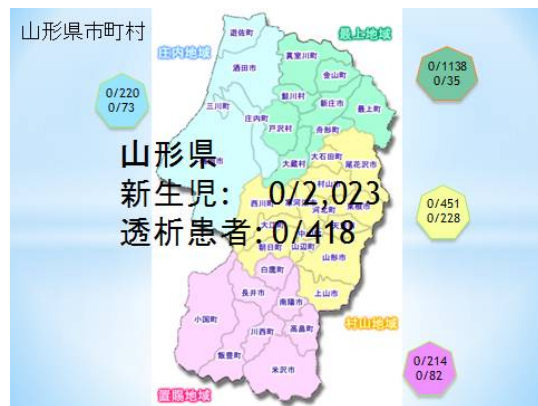 山形県市町村
庄内地域
最上地域
遊佐町
酒田市
真室川町
金山町
三川町
鮭川村
新庄市
最上町
庄内町
戸沢村
舟形町
市
大蔵村
大石田町
尾花沢市
0/220
0/73
0/1138
0/35
山形県
新生児: 0/2,023
透析患者: 0/418
村山市
西川町
河北町
朝日町
山辺町
山形市
上山市
0/451
0/228
白鷹町
長井市
南陽市
小国町
川西町
高畠町
飯豊町
米沢市
村山地域
置賜地域
0/214
0/82